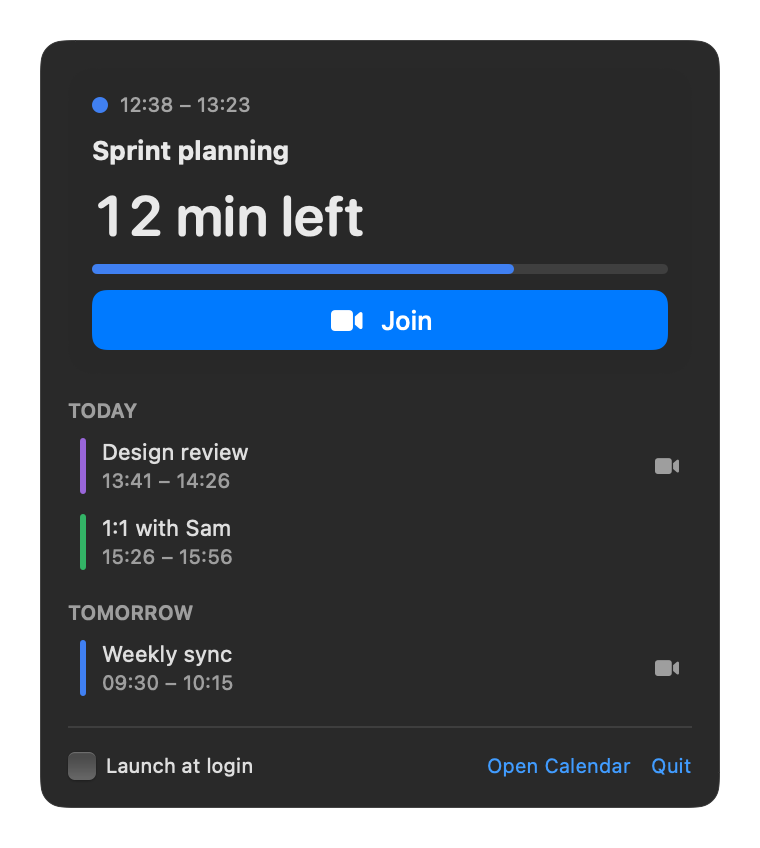 12:38 – 13:23
Sprint planning
12 min left
Join
TODAY
Design review
13:41 – 14:26
1:1 with Sam
15:26 – 15:56
TOMORROW
Weekly sync
09:30 – 10:15
Launch at login
Open Calendar
Quit